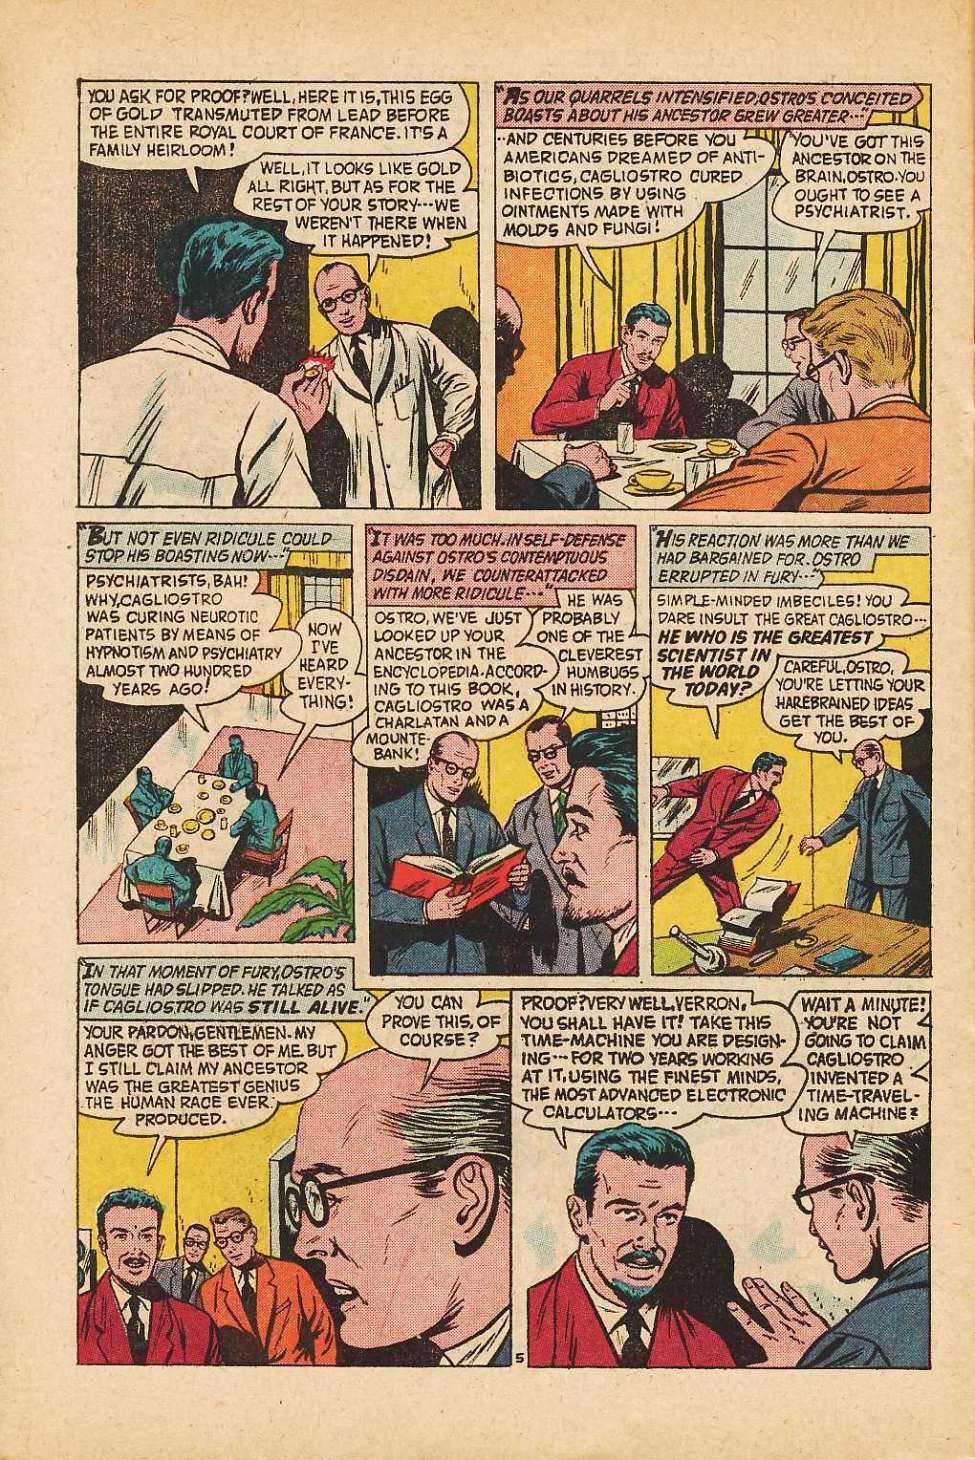 YOU ASK FOR PROOF? WELL, HERE IT IS, THIS EGG
OF GOLD TRANSMUTED FROM LEAD BEFORE
THE ENTIRE ROYAL COURT OF FRANCE. IT'S A
FAMILY HEIRLOOM!
WELL, IT LOOKS LIKE GOLD
ALL RIGHT, BUT AS FOR THE
REST OF YOUR STORY---WE
WEREN'T THERE WHEN
IT HAPPENED!
"AS OUR QUARRELS INTENSIFIED, OSTRO'S CONCEITED
BOASTS ABOUT HIS ANCESTOR GREW GREATER---"
--AND CENTURIES BEFORE YOU
AMERICANS DREAMED OF ANTI-
BIOTICS, CAGLIOSTRO CURED
INFECTIONS BY USING
OINTMENTS MADE WITH
MOLDS AND FUNGI!
YOU'VE GOT THIS
ANCESTOR ON THE
BRAIN, OSTRO. YOU
OUGHT TO SEE A
PSYCHIATRIST.
"BUT NOT EVEN RIDICULE COULD
STOP HIS BOASTING NOW---"
PSYCHIATRISTS, BAH!
WHY, CAGLIOSTRO
WAS CURING NEUROTIC
PATIENTS BY MEANS OF
HYPNOTISM AND PSYCHIATRY
ALMOST TWO HUNDRED
YEARS AGO!
NOW
I'VE
HEARD
EVERY-
THING!
"IT WAS TOO MUCH. IN SELF-DEFENSE
AGAINST OSTRO'S CONTEMPTUOUS
DISDAIN, WE COUNTERATTACKED
WITH MORE RIDICULE---"
OSTRO, WE'VE JUST
LOOKED UP YOUR
ANCESTOR IN THE
ENCYCLOPEDIA. ACCORD-
ING TO THIS BOOK,
CAGLIOSTRO WAS A
CHARLATAN AND A
MOUNTE-
BANK!
HE WAS
PROBABLY
ONE OF THE
CLEVEREST
HUMBUGS
IN HISTORY.
"HIS REACTION WAS MORE THAN WE
HAD BARGAINED FOR. OSTRO
ERRUPTED IN FURY---"
SIMPLE-MINDED IMBECILES! YOU
DARE INSULT THE GREAT CAGLIOSTRO---
HE WHO IS THE GREATEST
SCIENTIST IN
THE WORLD
TODAY?
CAREFUL, OSTRO,
YOU'RE LETTING YOUR
HAREBRAINED IDEAS
GET THE BEST OF
YOU.
"IN THAT MOMENT OF FURY, OSTRO'S
TONGUE HAD SLIPPED. HE TALKED AS
IF CAGLIOSTRO WAS STILL ALIVE."
YOUR PARDON, GENTLEMEN. MY
ANGER GOT THE BEST OF ME. BUT
I STILL CLAIM MY ANCESTOR
WAS THE GREATEST GENIUS
THE HUMAN RACE EVER
PRODUCED.
YOU CAN
PROVE THIS, OF
COURSE?
PROOF? VERY WELL, VERRON,
YOU SHALL HAVE IT! TAKE THIS
TIME-MACHINE YOU ARE DESIGN-
ING---FOR TWO YEARS WORKING
AT IT, USING THE FINEST MINDS,
THE MOST ADVANCED ELECTRONIC
CALCULATORS---
WAIT A MINUTE!
YOU'RE NOT
GOING TO CLAIM
CAGLIOSTRO
INVENTED A
TIME-TRAVEL-
ING MACHINE?
5